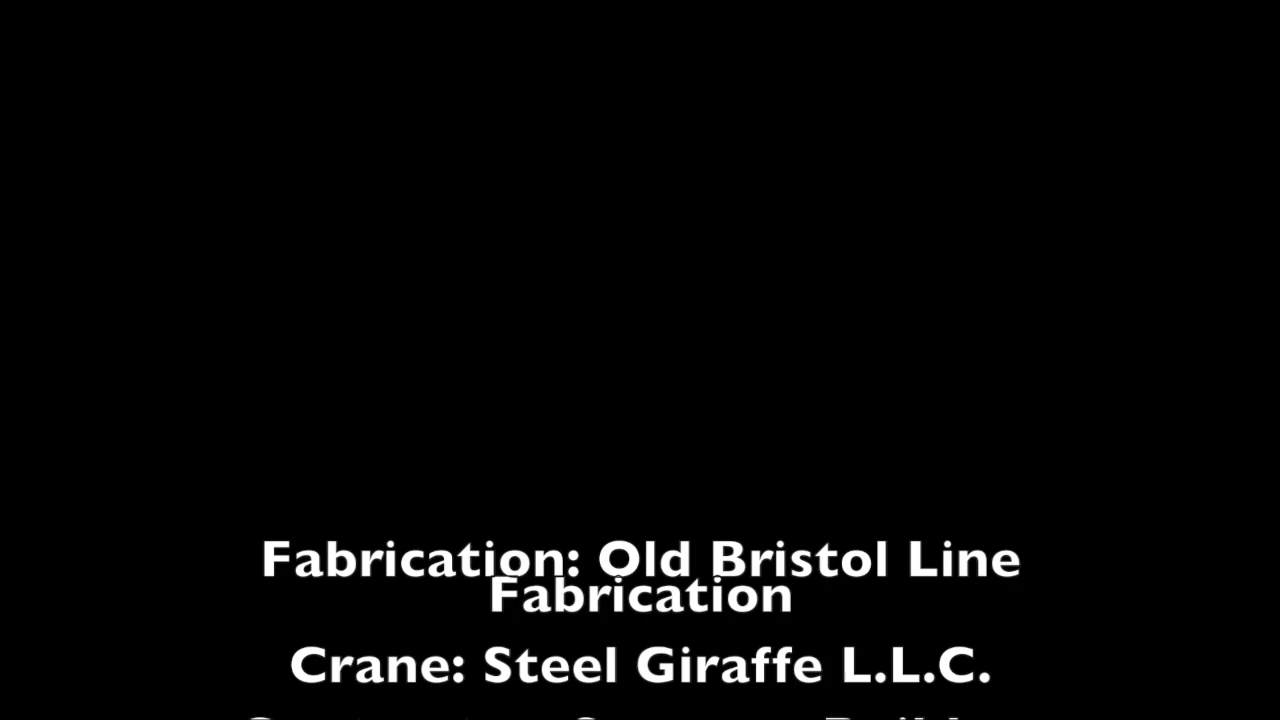 Fabrication: Old Bristol Line
Fabrication
Crane: Steel Giraffe L.L.C.